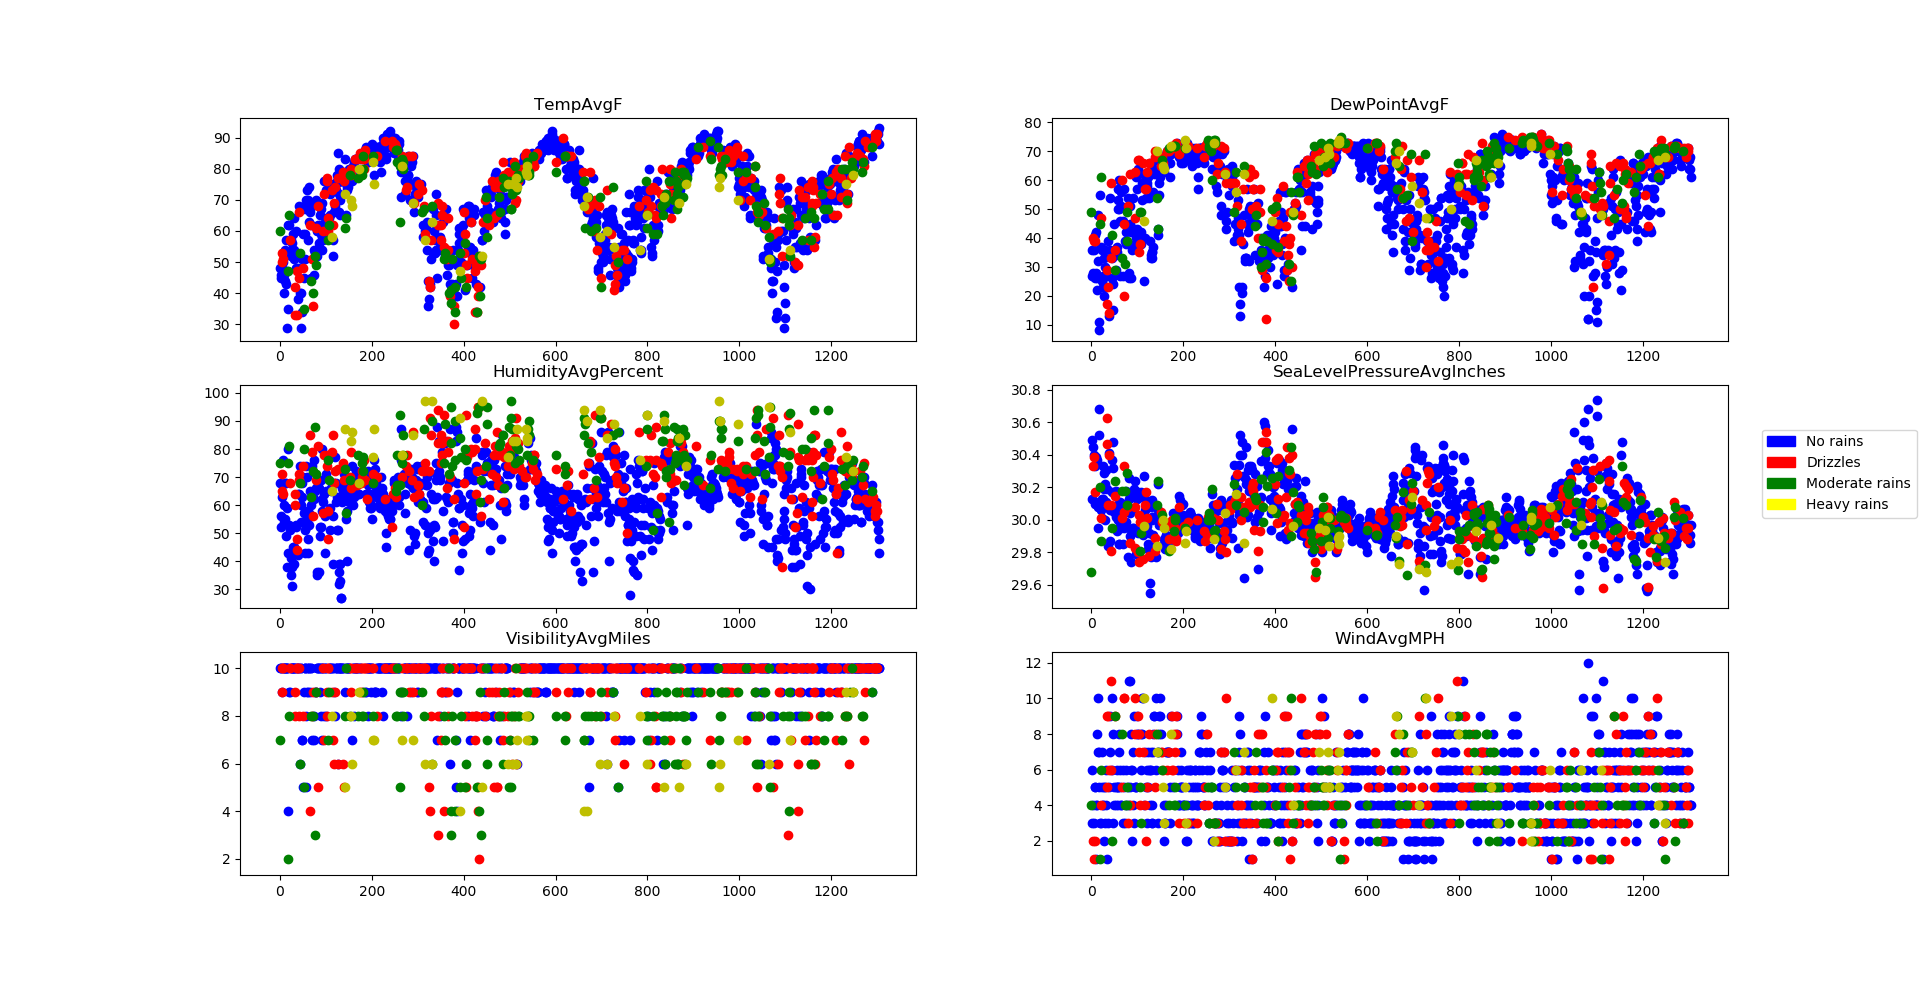 TempAvgF
90
80
70
60
50
40
30
0 200 400 600 800 1000 1200
DewPointAvgF
80
70
60
50
40
30
20
10
0 200 400 600 800 1000 1200
HumidityAvgPercent
100
90
80
70
60
50
40
30
0 200 400 600 800 1000 1200
SeaLevelPressureAvgInches
30.8
30.6
30.4
30.2
30.0
29.8
29.6
0 200 400 600 800 1000 1200
VisibilityAvgMiles
10
8
6
4
2
0 200 400 600 800 1000 1200
WindAvgMPH
12
10
8
6
4
2
0 200 400 600 800 1000 1200
No rains
Drizzles
Moderate rains
Heavy rains